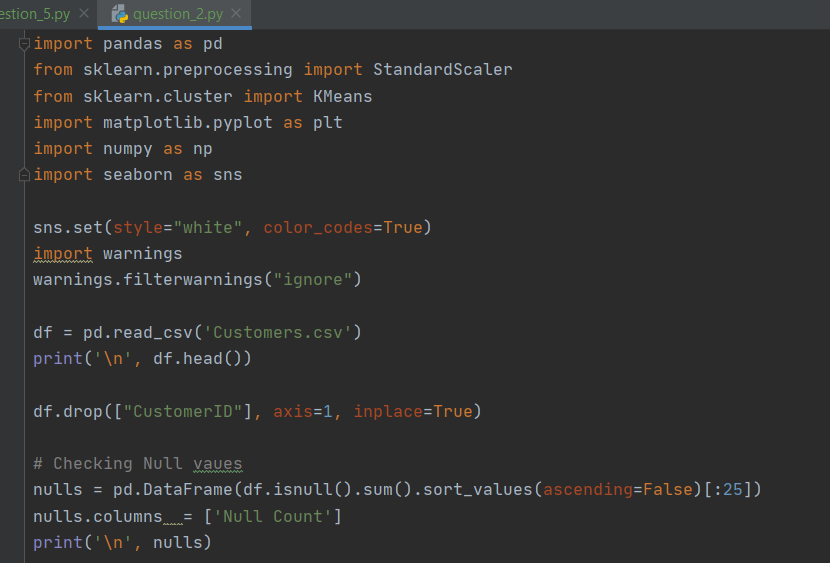 estion_5.py × question_2.py ×
import pandas as pd
from sklearn.preprocessing import StandardScaler
from sklearn.cluster import KMeans
import matplotlib.pyplot as plt
import numpy as np
import seaborn as sns
sns.set(style="white", color_codes=True)
import warnings
warnings.filterwarnings("ignore")
df = pd.read_csv('Customers.csv')
print('\n', df.head())
df.drop(["CustomerID"], axis=1, inplace=True)
# Checking Null vaues
nulls = pd.DataFrame(df.isnull().sum().sort_values(ascending=False)[:25])
nulls.columns  = ['Null Count']
print('\n', nulls)